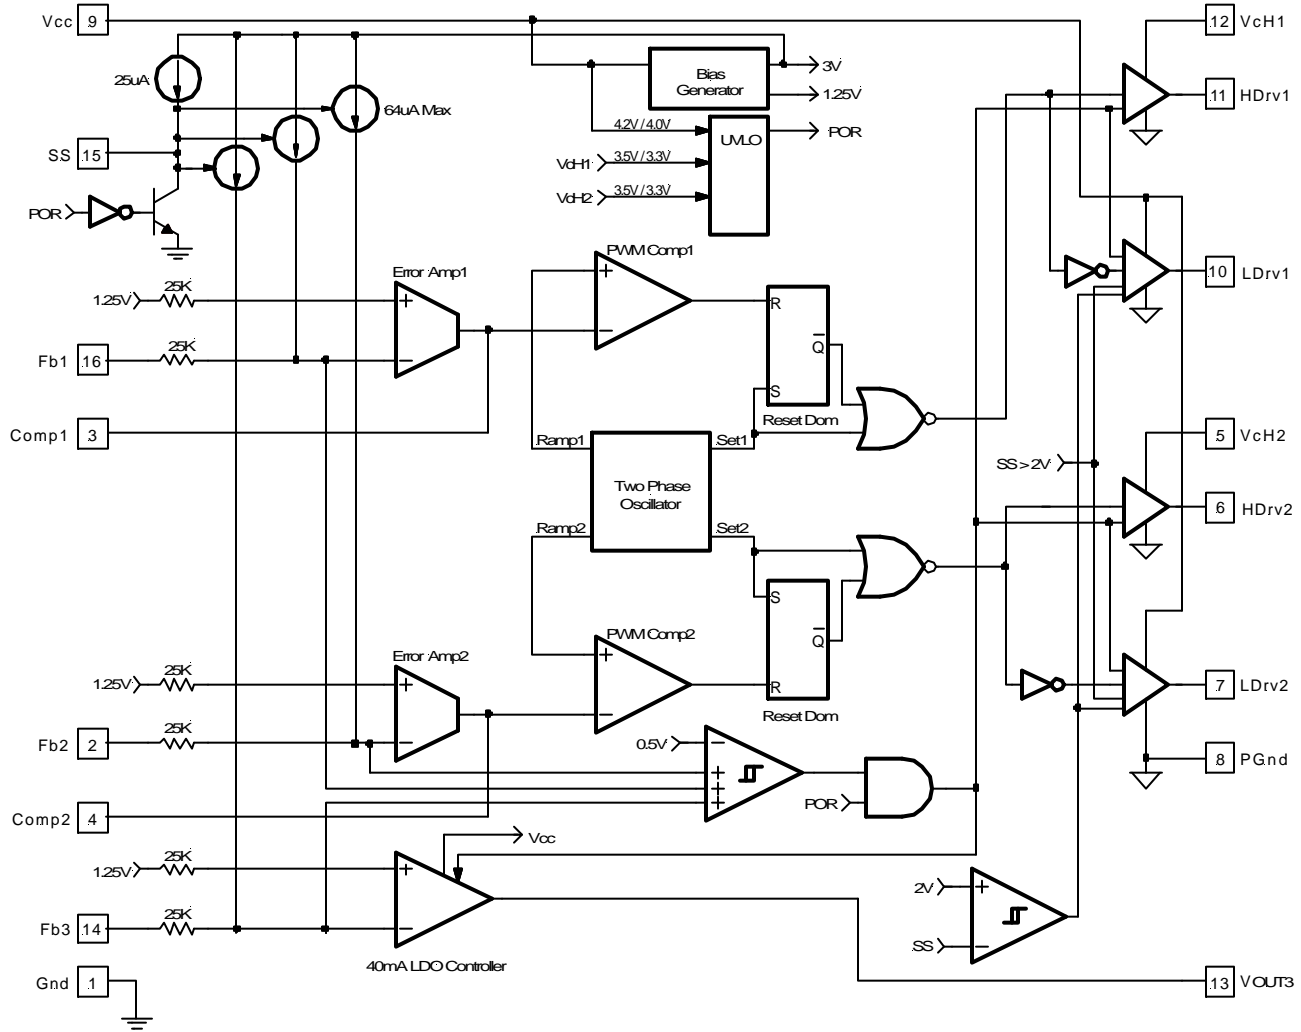 Vcc 9
12 VcH1
25uA
64uA Max
Bias
Generator
3V
1.25V
11 HDrv1
4.2V / 4.0V
UVLO
POR
SS 15
VcH1
3.5V / 3.3V
VcH2
3.5V / 3.3V
POR
PWM Comp1
Error Amp1
10 LDrv1
1.25V
25K
+
+
R
Q
Fb1 16
25K
−
−
S
Reset Dom
Comp1 3
Ramp1
Set1
5 VcH2
SS > 2V
Two Phase
Oscillator
6 HDrv2
Ramp2
Set2
S
Q
R
PWM Comp2
Error Amp2
1.25V
25K
+
+
7 LDrv2
Reset Dom
Fb2 2
25K
−
−
0.5V
−
+
+
+
8 PGnd
POR
Comp2 4
Vcc
1.25V
25K
+
2V
+
Fb3 14
25K
−
SS
−
40mA LDO Controller
Gnd 1
13 VOUT3